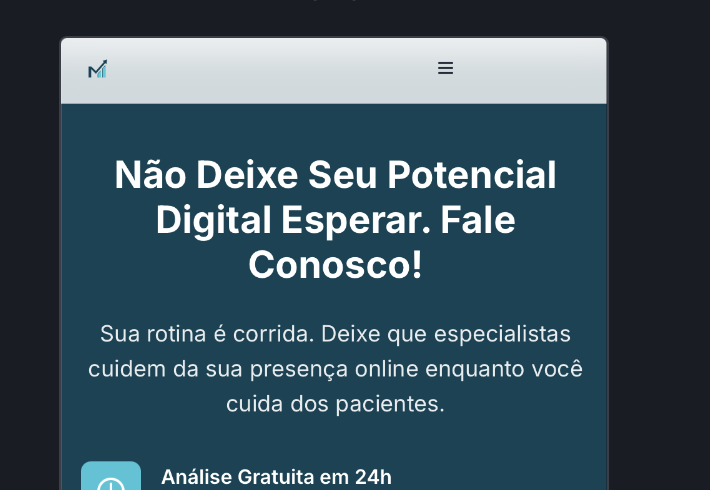 Não Deixe Seu Potencial
Digital Esperar. Fale
Conosco!
Sua rotina é corrida. Deixe que especialistas
cuidem da sua presença online enquanto você
cuida dos pacientes.
Análise Gratuita em 24h